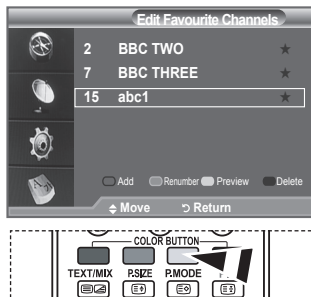 Edit Favourite Channels
2 BBC TWO ★
7 BBC THREE ★
15 abc1 ★
Add Renumber Preview Delete
Move Return
COLOR BUTTON
TEXT/MIX P.SIZE P.MODE